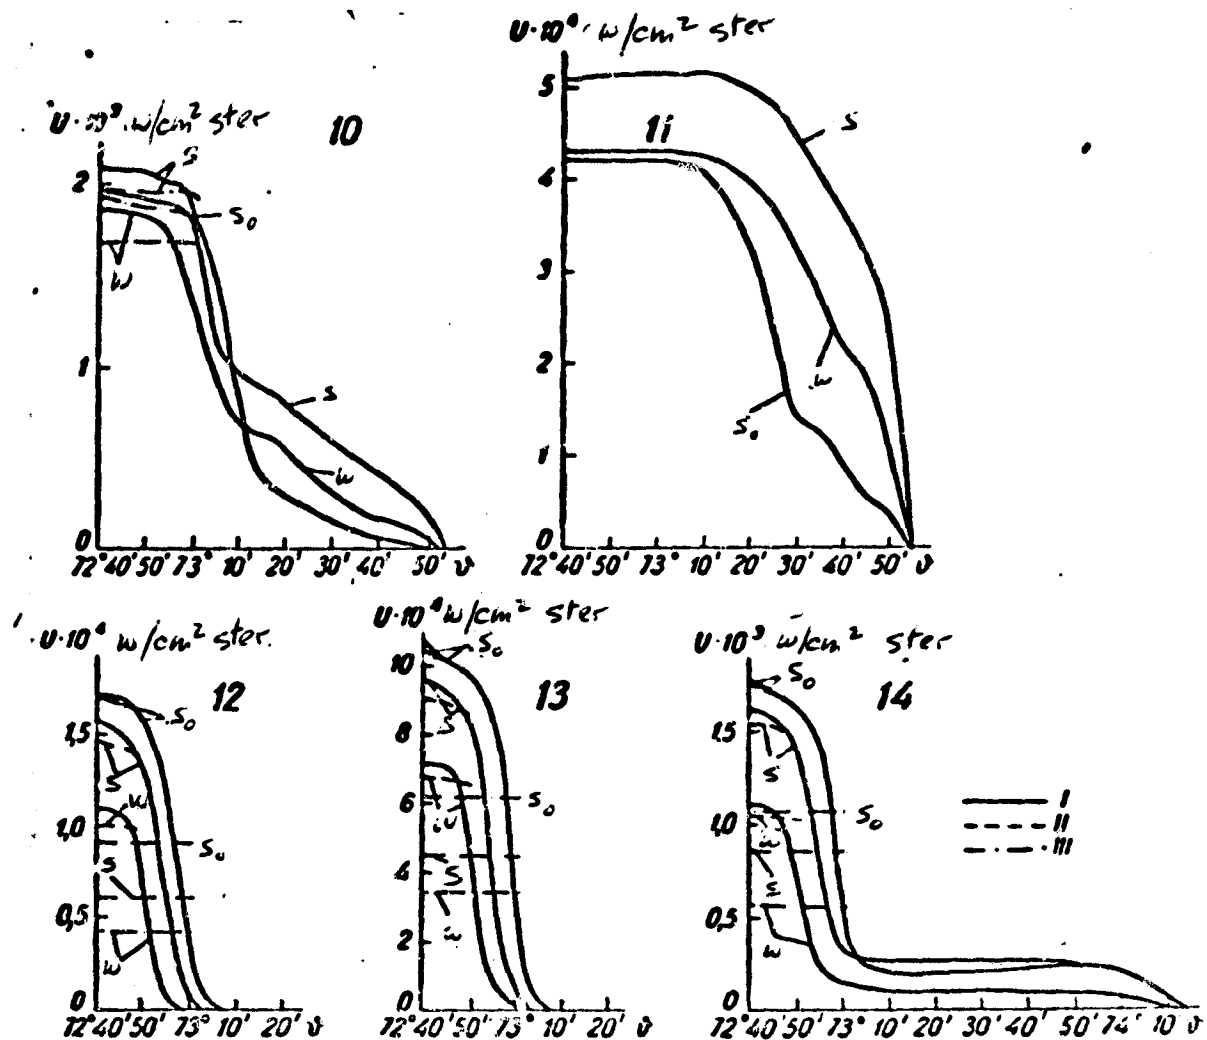 U·10⁴ w/cm² ster
5
4
3
2
1
0
11
s
w
s₀
72°40' 50' 73° 10' 20' 30' 40' 50' υ
w/cm² ster
10
2
1
0
s
s₀
w
s
w
72°40' 50' 73° 10' 20' 30' 40' 50' υ
U·10⁴ w/cm² ster
12
1,5
1,0
0,5
0
s₀
s
w
s₀
s
w
72°40' 50' 73° 10' 20' υ
U·10⁴ w/cm² ster
13
10
8
6
4
2
0
s₀
w
s₀
s
w
72°40' 50' 73° 10' 20' υ
w/cm² ster
14
1,5
1,0
0,5
0
s₀
s
s₀
w
s
w
72°40' 50' 73° 10' 20' 30' 40' 50' 74° 10' υ
I
II
III